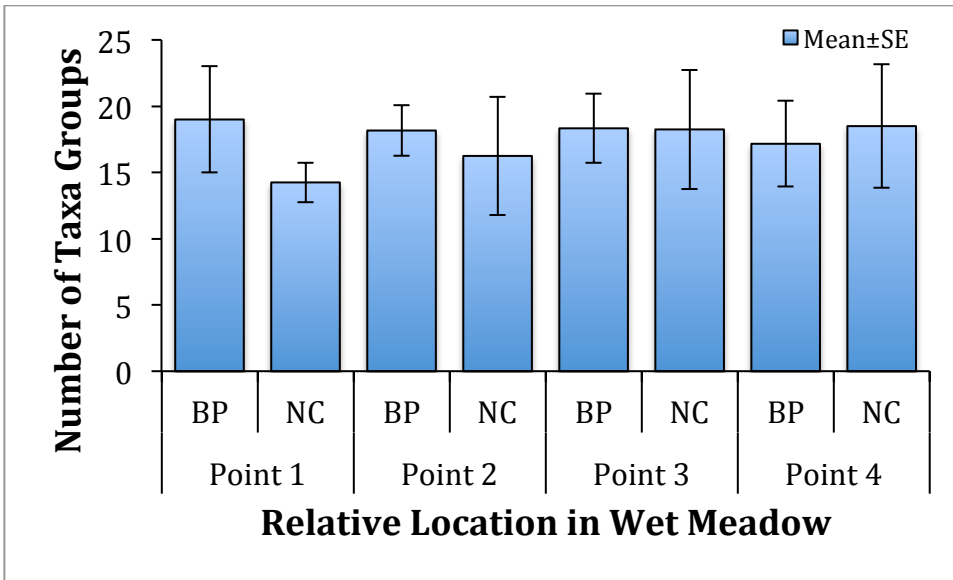 Number of Taxa Groups
25
20
15
10
5
0
Mean±SE
BP NC BP NC BP NC BP NC
Point 1 Point 2 Point 3 Point 4
Relative Location in Wet Meadow